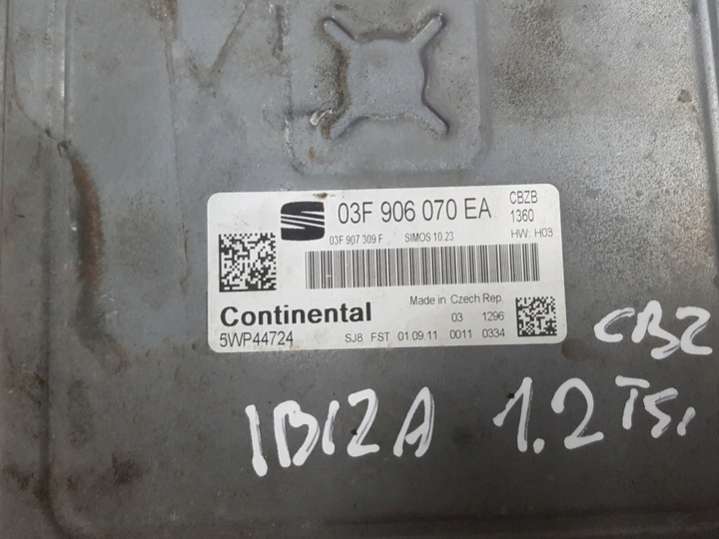 03F 906 070 EA CBZB
1360
03F 907 309 F SIMOS 10.23 HW: H03
Continental Made in Czech Rep.
03 1296
5WP44724 SJ8 FST 01.09.11 0011 0334
CBZ
IBIZA 1.2 TSI